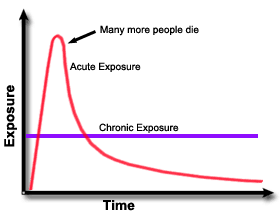 Many more people die
Acute Exposure
Chronic Exposure
Exposure
Time